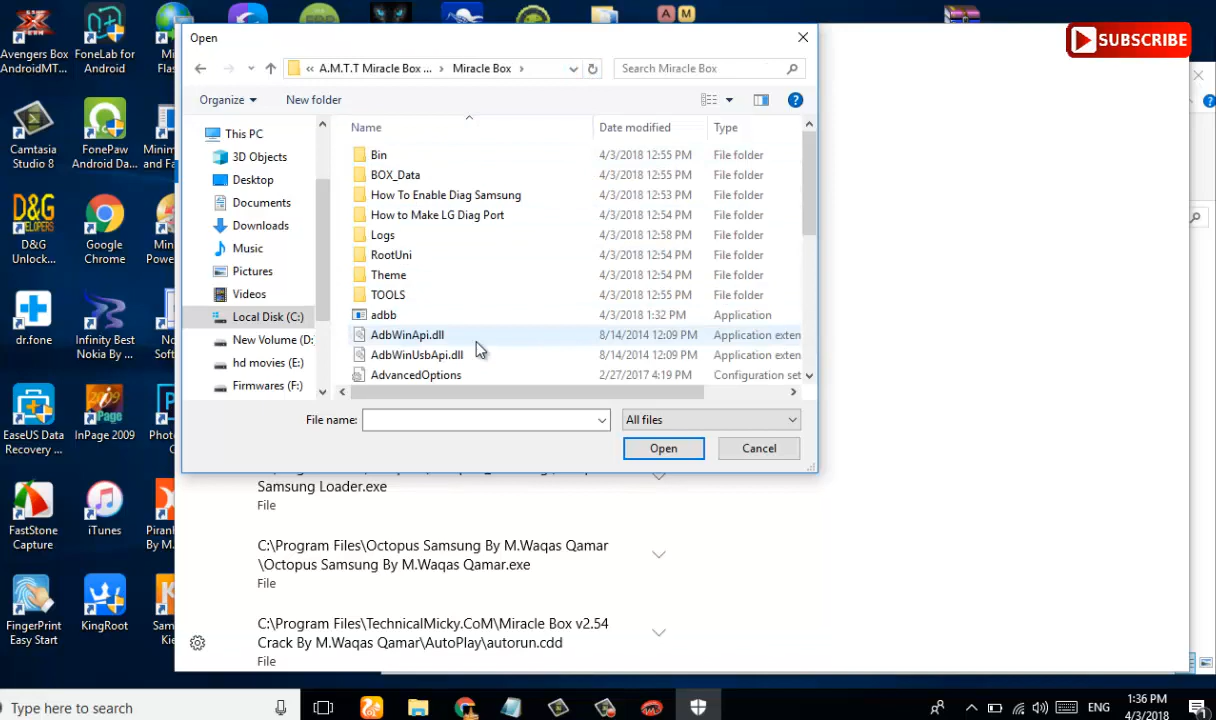 SUBSCRIBE
Open
« A.M.T.T Miracle Box ... › Miracle Box ›
Search Miracle Box
Organize
New folder
This PC
3D Objects
Desktop
Documents
Downloads
Music
Pictures
Videos
Local Disk (C:)
New Volume (D:
hd movies (E:)
Firmwares (F:)
Name Date modified Type
Bin 4/3/2018 12:55 PM File folder
BOX_Data 4/3/2018 12:55 PM File folder
How To Enable Diag Samsung 4/3/2018 12:53 PM File folder
How to Make LG Diag Port 4/3/2018 12:54 PM File folder
Logs 4/3/2018 12:58 PM File folder
RootUni 4/3/2018 12:54 PM File folder
Theme 4/3/2018 12:54 PM File folder
TOOLS 4/3/2018 12:55 PM File folder
adbb 4/3/2018 1:32 PM Application
AdbWinApi.dll 8/14/2014 12:09 PM Application exten
AdbWinUsbApi.dll 8/14/2014 12:09 PM Application exten
AdvancedOptions 2/27/2017 4:19 PM Configuration set
File name:
All files
Open
Cancel
Samsung Loader.exe
File
C:\Program Files\Octopus Samsung By M.Waqas Qamar
\Octopus Samsung By M.Waqas Qamar.exe
File
C:\Program Files\TechnicalMicky.CoM\Miracle Box v2.54
Crack By M.Waqas Qamar\AutoPlay\autorun.cdd
File
Avengers Box
AndroidMT...
FoneLab for
Android
Camtasia
Studio 8
FonePaw
Android Da...
D&G
Unlock...
Google
Chrome
dr.fone
Infinity Best
Nokia By ...
EaseUS Data
Recovery ...
InPage 2009
FastStone
Capture
iTunes
FingerPrint
Easy Start
KingRoot
Type here to search
1:36 PM
4/3/2018